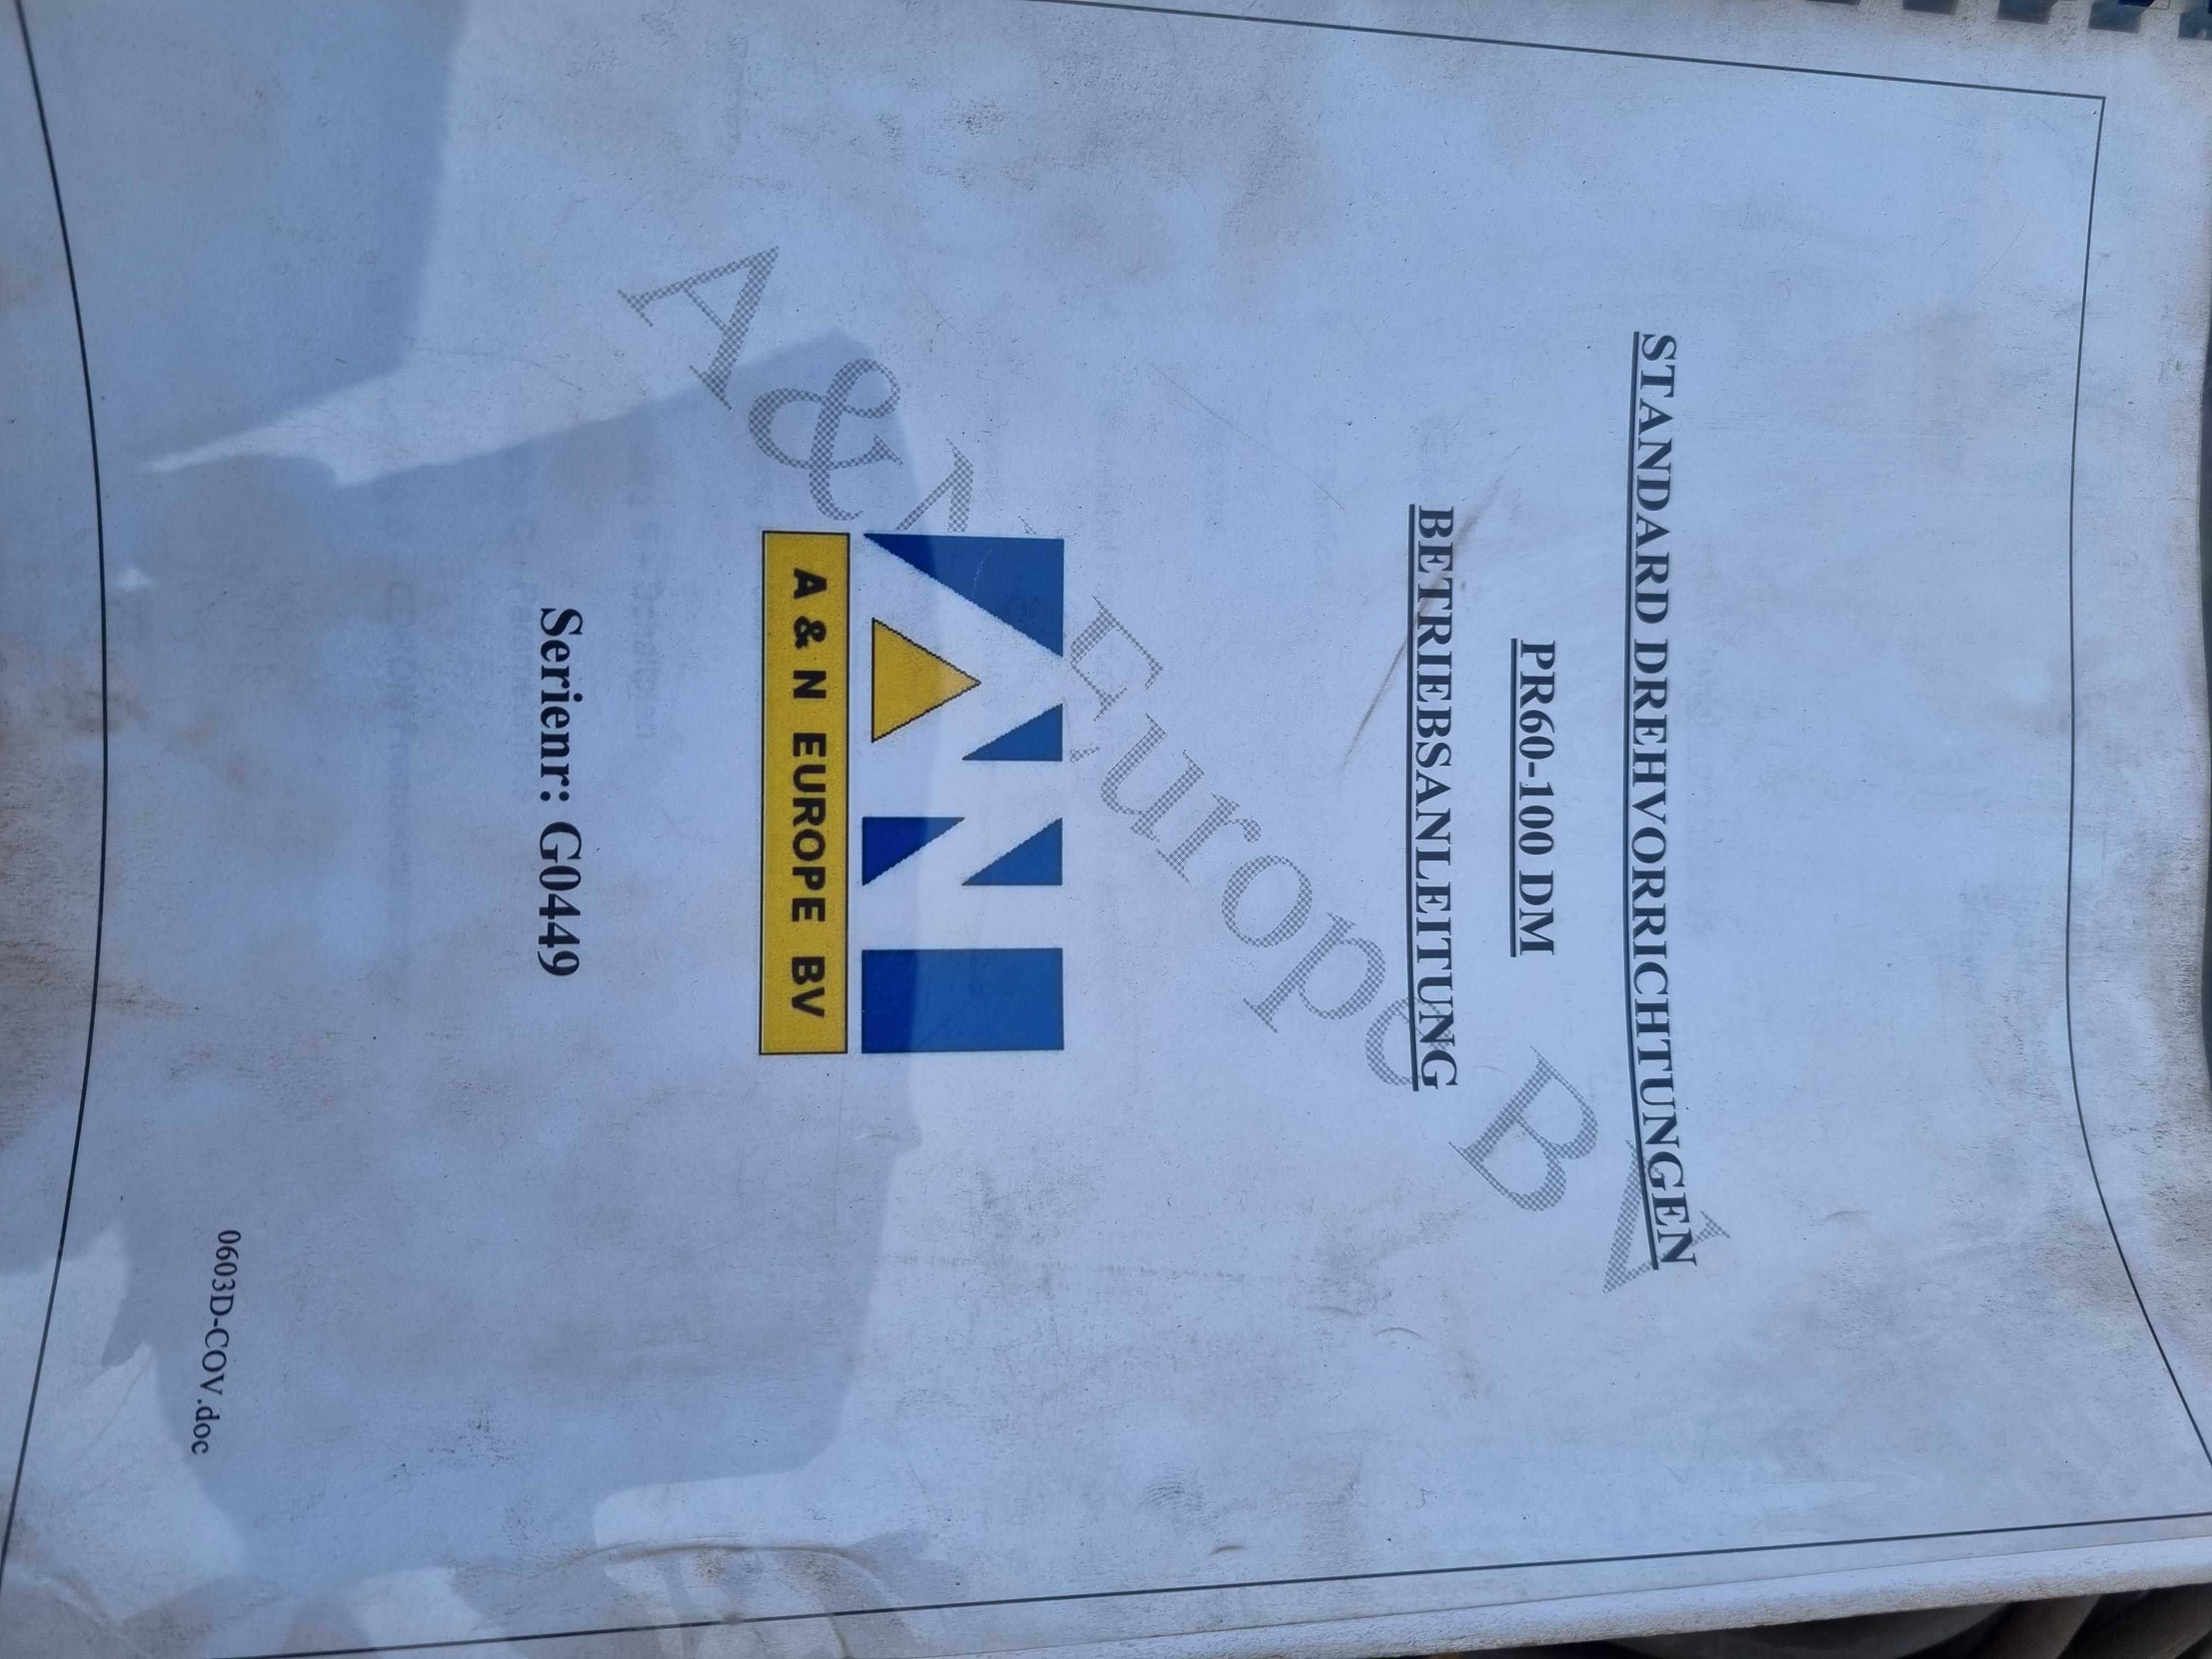 STANDARD DREHVORRICHTUNGEN
PR60-100 DM
BETRIEBSANLEITUNG
A&N Europe BV
A & N EUROPE BV
Serienr: G0449
0603D-COV.doc